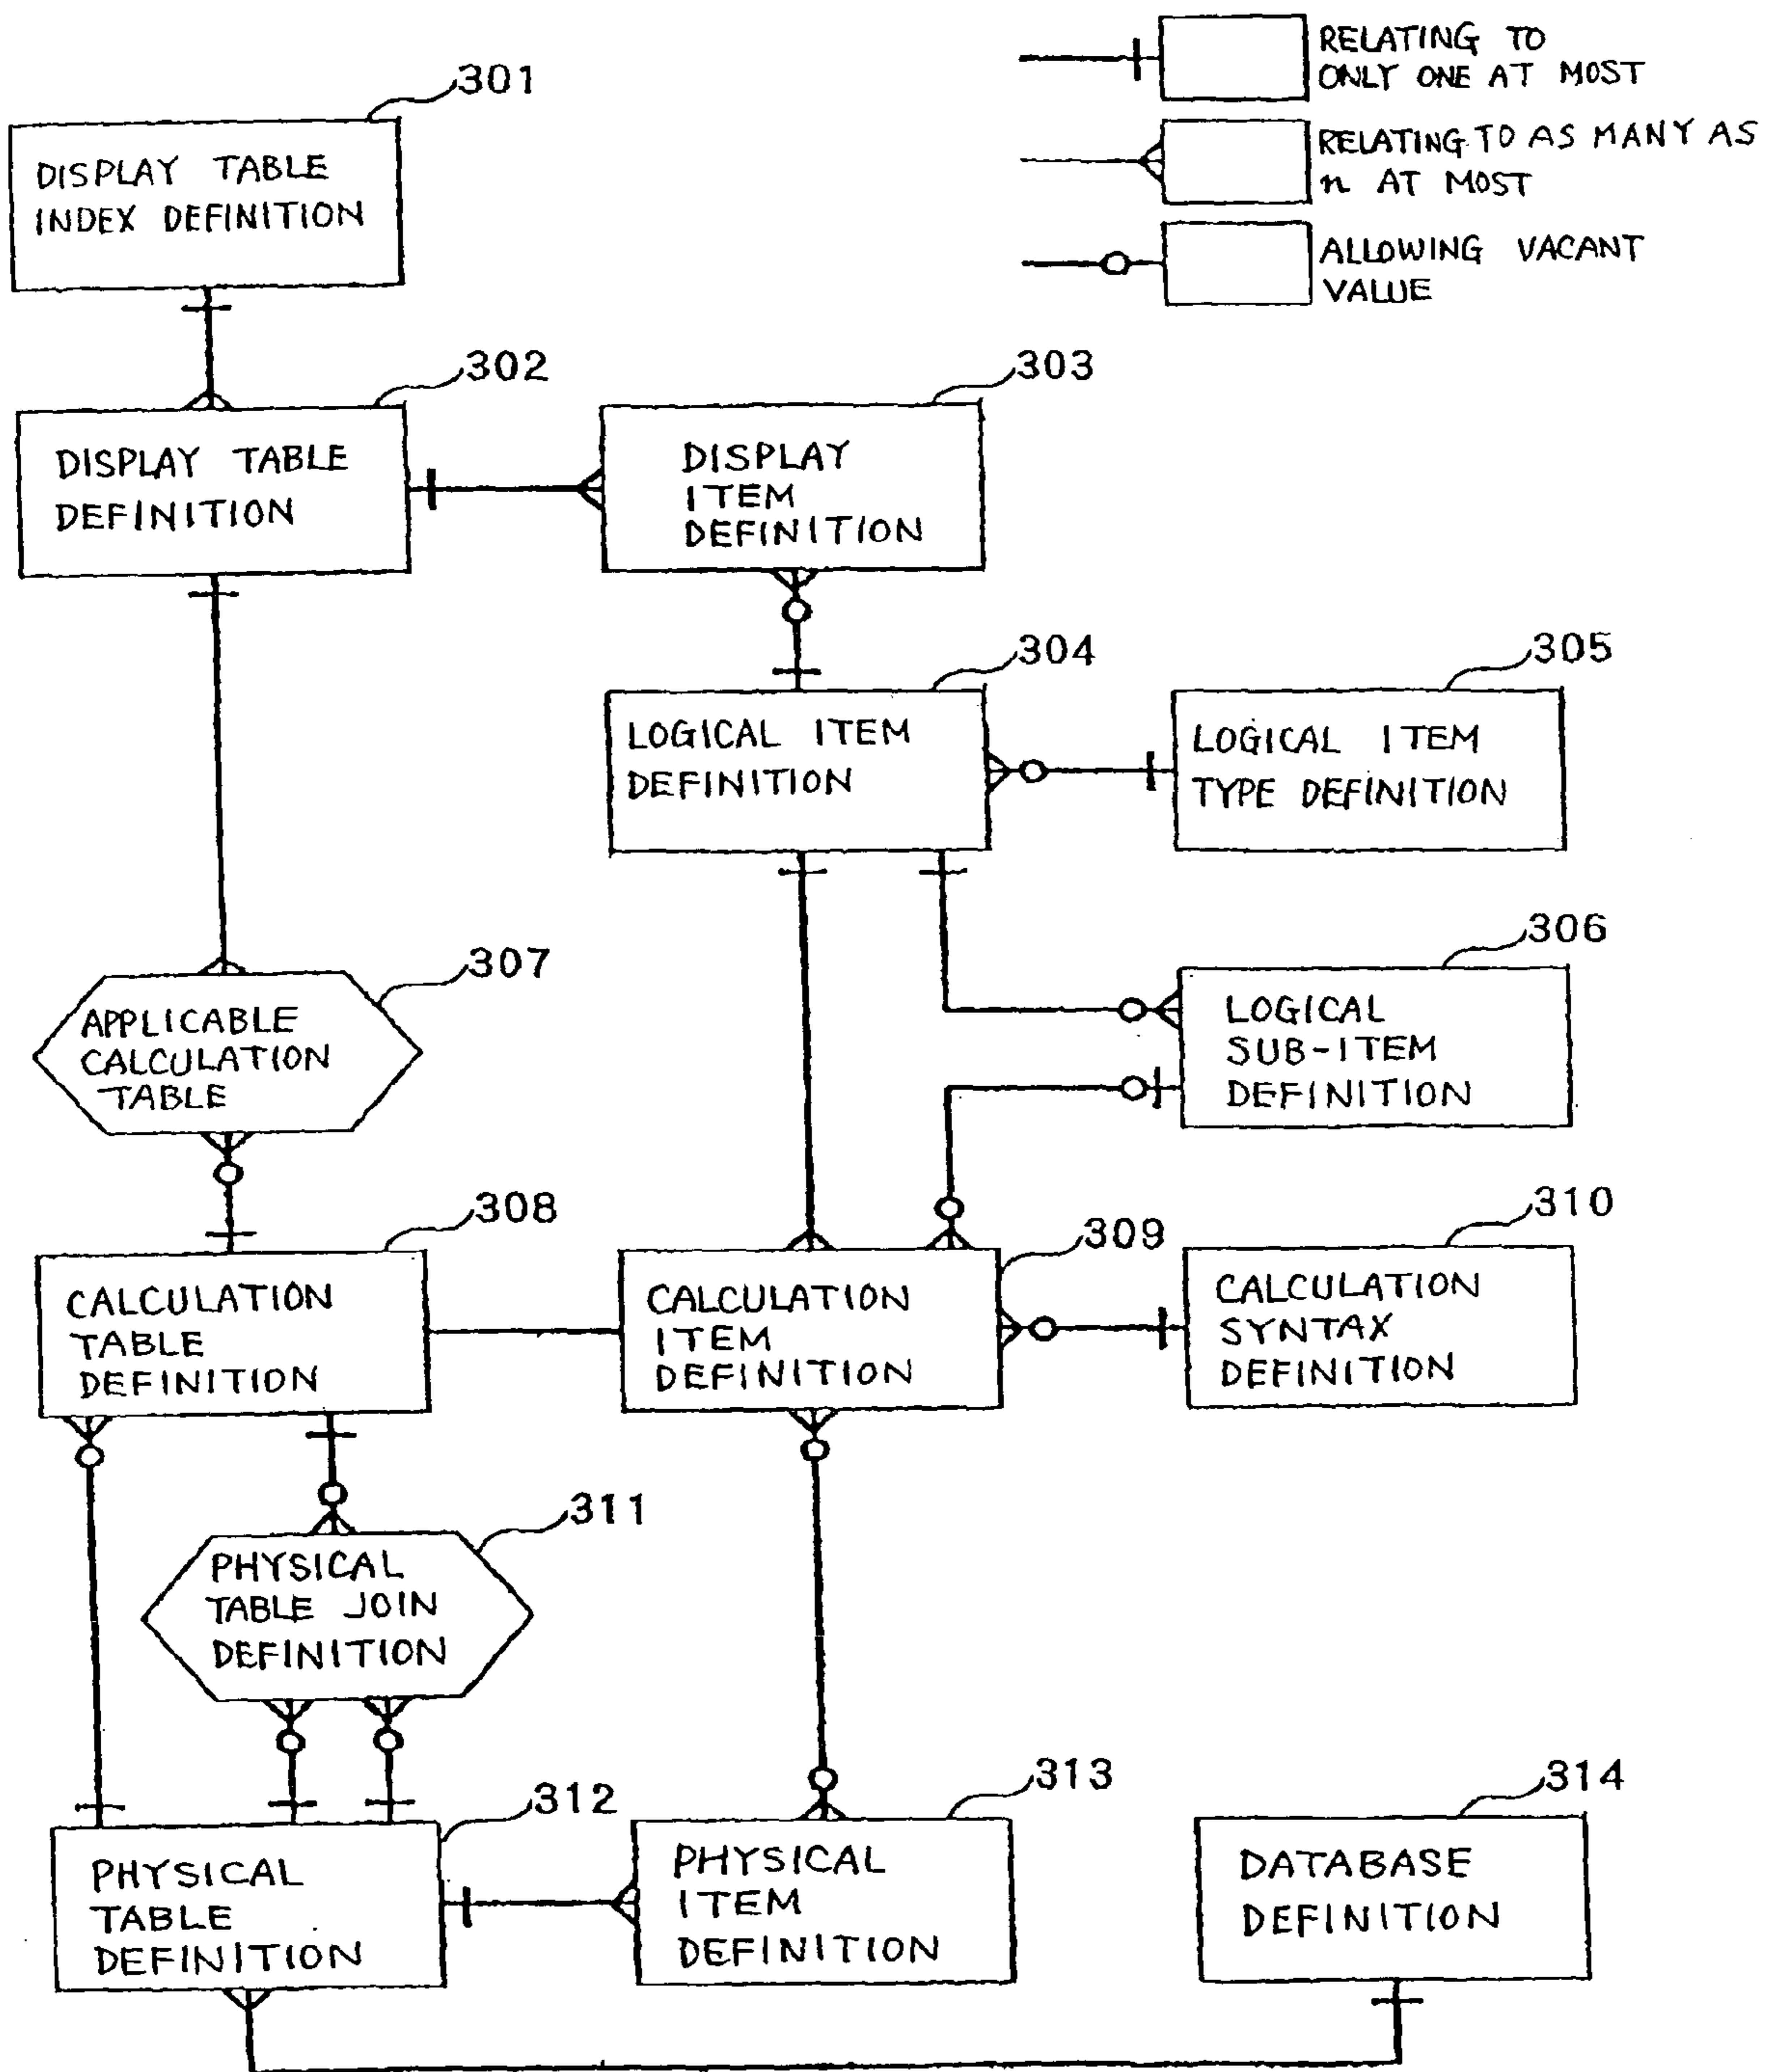 RELATING TO
ONLY ONE AT MOST
RELATING TO AS MANY AS
n AT MOST
ALLOWING VACANT
VALUE
301
DISPLAY TABLE
INDEX DEFINITION
302
DISPLAY TABLE
DEFINITION
303
DISPLAY
ITEM
DEFINITION
304
LOGICAL ITEM
DEFINITION
305
LOGICAL ITEM
TYPE DEFINITION
306
LOGICAL
SUB-ITEM
DEFINITION
307
APPLICABLE
CALCULATION
TABLE
308
CALCULATION
TABLE
DEFINITION
309
CALCULATION
ITEM
DEFINITION
310
CALCULATION
SYNTAX
DEFINITION
311
PHYSICAL
TABLE JOIN
DEFINITION
312
PHYSICAL
TABLE
DEFINITION
313
PHYSICAL
ITEM
DEFINITION
314
DATABASE
DEFINITION